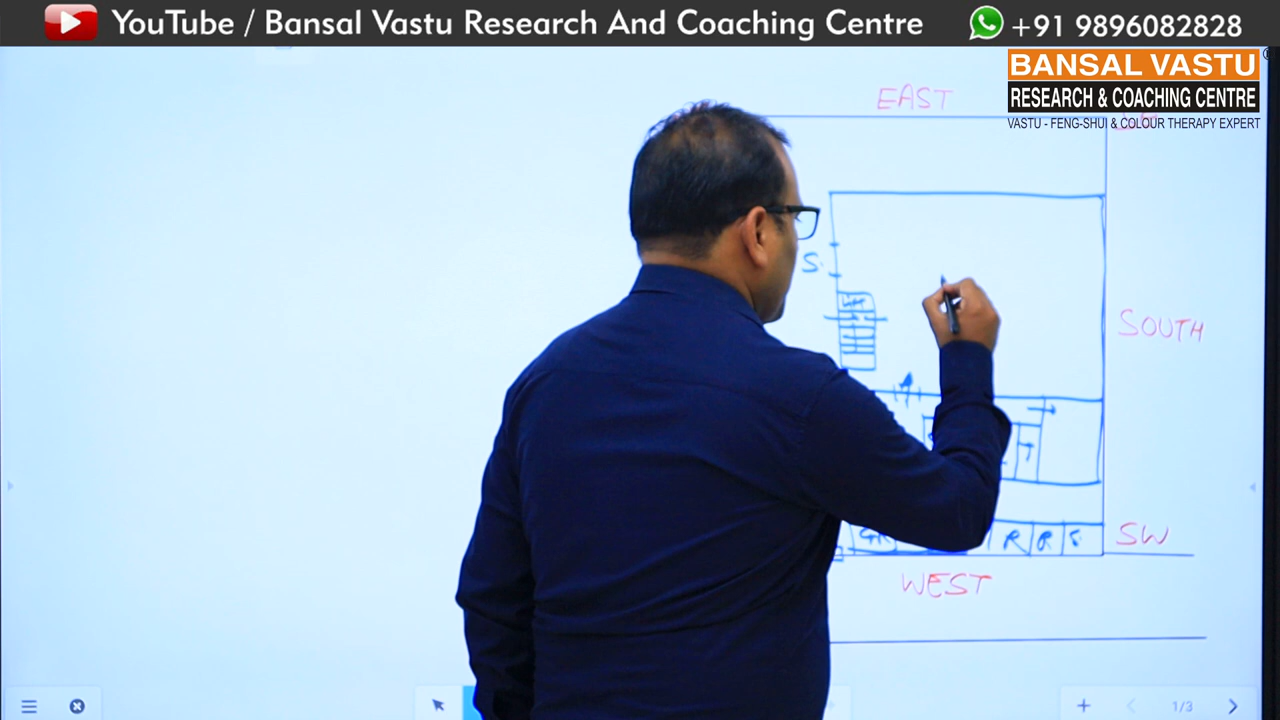 YouTube / Bansal Vastu Research And Coaching Centre +91 9896082828
BANSAL VASTU
RESEARCH & COACHING CENTRE
VASTU - FENG-SHUI & COLOUR THERAPY EXPERT
EAST
S.
SOUTH
R R
SW
WEST
1/3